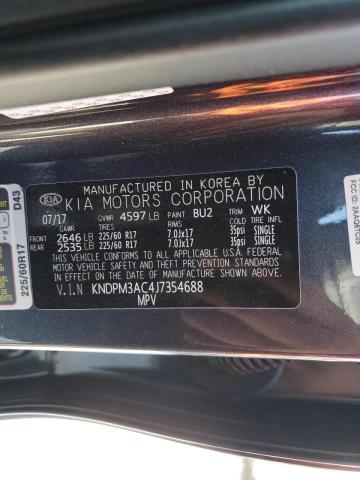 MANUFACTURED IN KOREA BY
KIA KIA MOTORS CORPORATION
07/17 GVWR 4597 LB PAINT BU2 TRIM WK
GAWR TIRES RIMS COLD TIRE INFL
FRONT 2646 LB 225/60 R17 7.0JX17 35psi SINGLE
REAR 2535 LB 225/60 R17 7.0JX17 35psi SINGLE
THIS VEHICLE CONFORMS TO ALL APPLICABLE
U.S. FEDERAL MOTOR VEHICLE SAFETY, BUMPER,
AND THEFT PREVENTION STANDARDS IN EFFECT ON
THE DATE OF MANUFACTURE SHOWN ABOVE
V.I.N KNDPM3AC4J7354688
MPV
D43
225/60R17